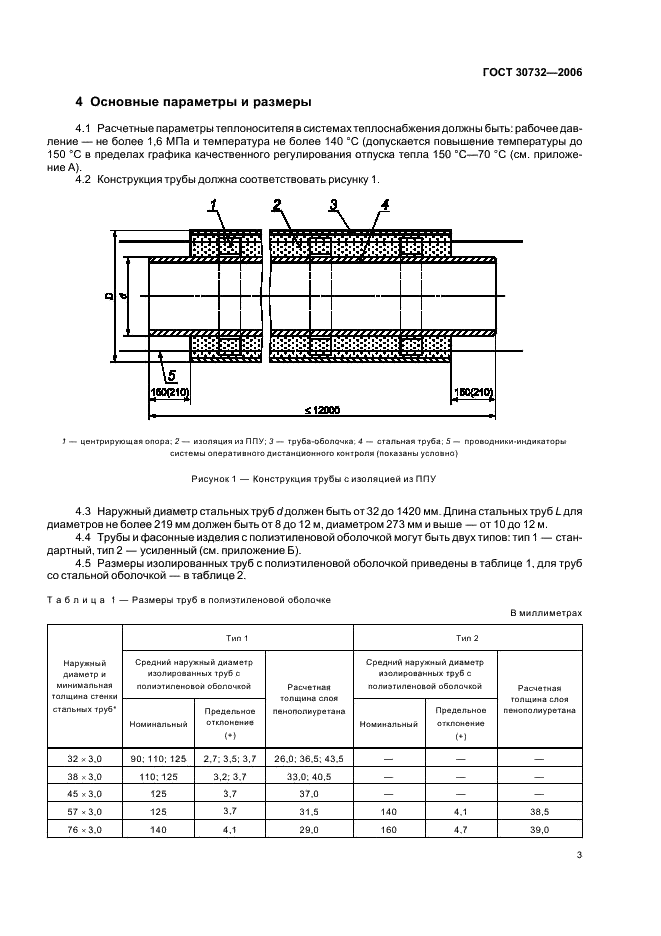 ГОСТ 30732—2006
4 Основные параметры и размеры
4.1 Расчетные параметры теплоносителя в системах теплоснабжения должны быть: рабочее дав-
ление — не более 1,6 МПа и температура не более 140 °С (допускается повышение температуры до
150 °С в пределах графика качественного регулирования отпуска тепла 150 °С—70 °С (см. приложе-
ние А).
4.2 Конструкция трубы должна соответствовать рисунку 1.
1 2 3 4
D d
5
150(210) 150(210)
≤ 12000
1 — центрирующая опора; 2 — изоляция из ППУ; 3 — труба-оболочка; 4 — стальная труба; 5 — проводники-индикаторы
системы оперативного дистанционного контроля (показаны условно)
Рисунок 1 — Конструкция трубы с изоляцией из ППУ
4.3 Наружный диаметр стальных труб d должен быть от 32 до 1420 мм. Длина стальных труб L для
диаметров не более 219 мм должен быть от 8 до 12 м, диаметром 273 мм и выше — от 10 до 12 м.
4.4 Трубы и фасонные изделия с полиэтиленовой оболочкой могут быть двух типов: тип 1 — стан-
дартный, тип 2 — усиленный (см. приложение Б).
4.5 Размеры изолированных труб с полиэтиленовой оболочкой приведены в таблице 1, для труб
со стальной оболочкой — в таблице 2.
Таблица 1 — Размеры труб в полиэтиленовой оболочке
В миллиметрах
Наружный
диаметр и
минимальная
толщина стенки
стальных труб*
Тип 1
Тип 2
Средний наружный диаметр
изолированных труб с
полиэтиленовой оболочкой
Расчетная
толщина слоя
пенополиуретана
Средний наружный диаметр
изолированных труб с
полиэтиленовой оболочкой
Расчетная
толщина слоя
пенополиуретана
Номинальный
Предельное
отклонение
(+)
Номинальный
Предельное
отклонение
(+)
32 × 3,0 90; 110; 125 2,7; 3,5; 3,7 26,0; 36,5; 43,5 — — —
38 × 3,0 110; 125 3,2; 3,7 33,0; 40,5 — — —
45 × 3,0 125 3,7 37,0 — — —
57 × 3,0 125 3,7 31,5 140 4,1 38,5
76 × 3,0 140 4,1 29,0 160 4,7 39,0
3